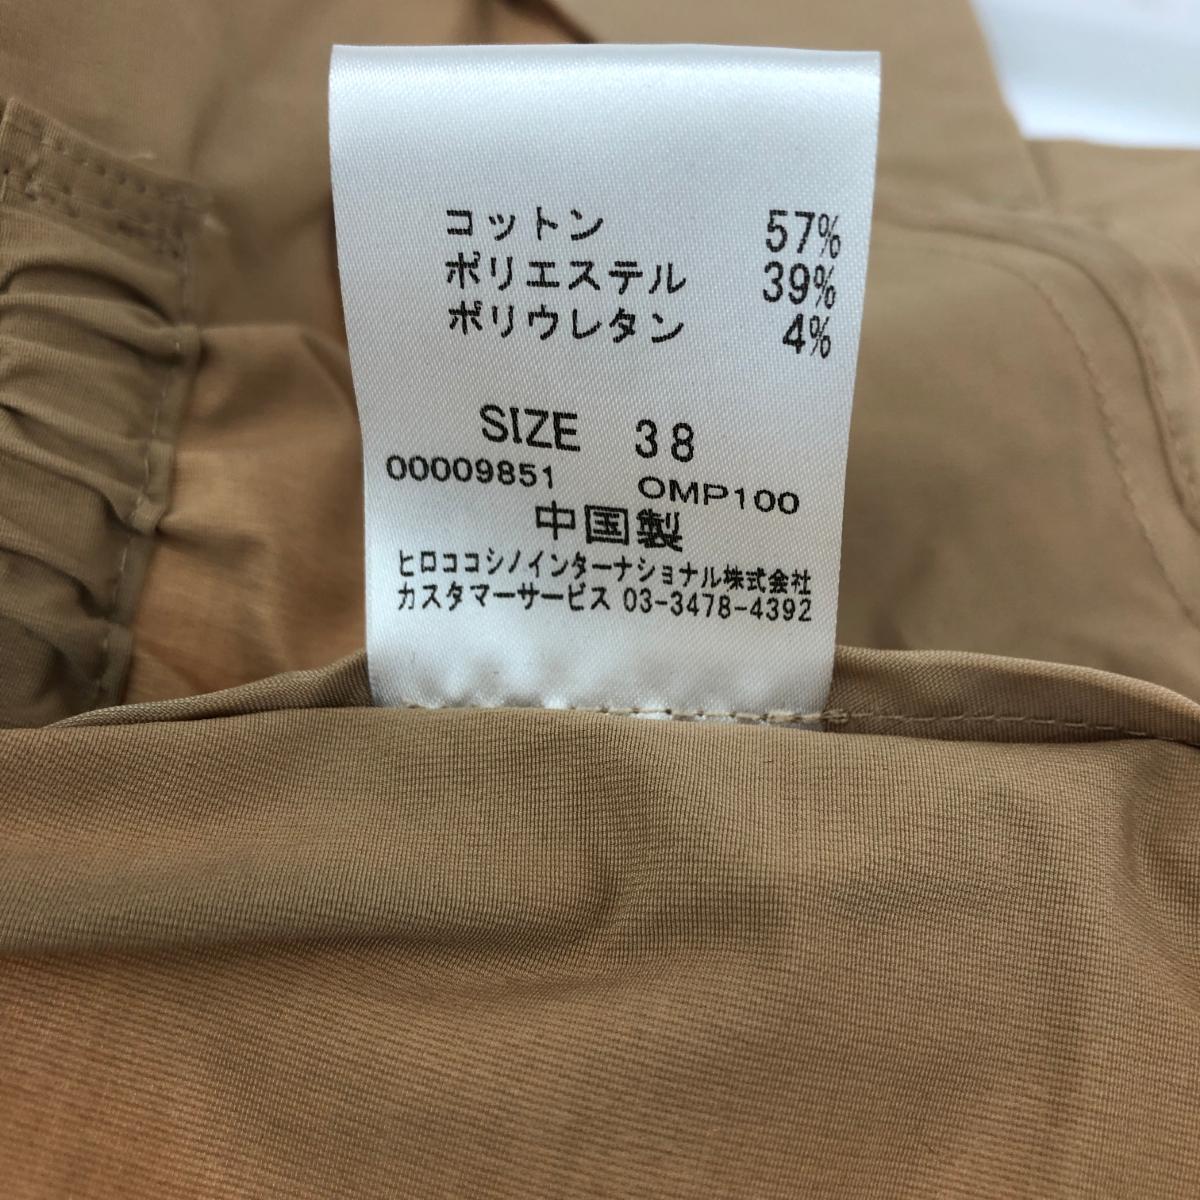 コットン 57%
ポリエステル 39%
ポリウレタン 4%
SIZE 38
00009851 OMP100
中国製
ヒロココシノインターナショナル株式会社
カスタマーサービス 03-3478-4392